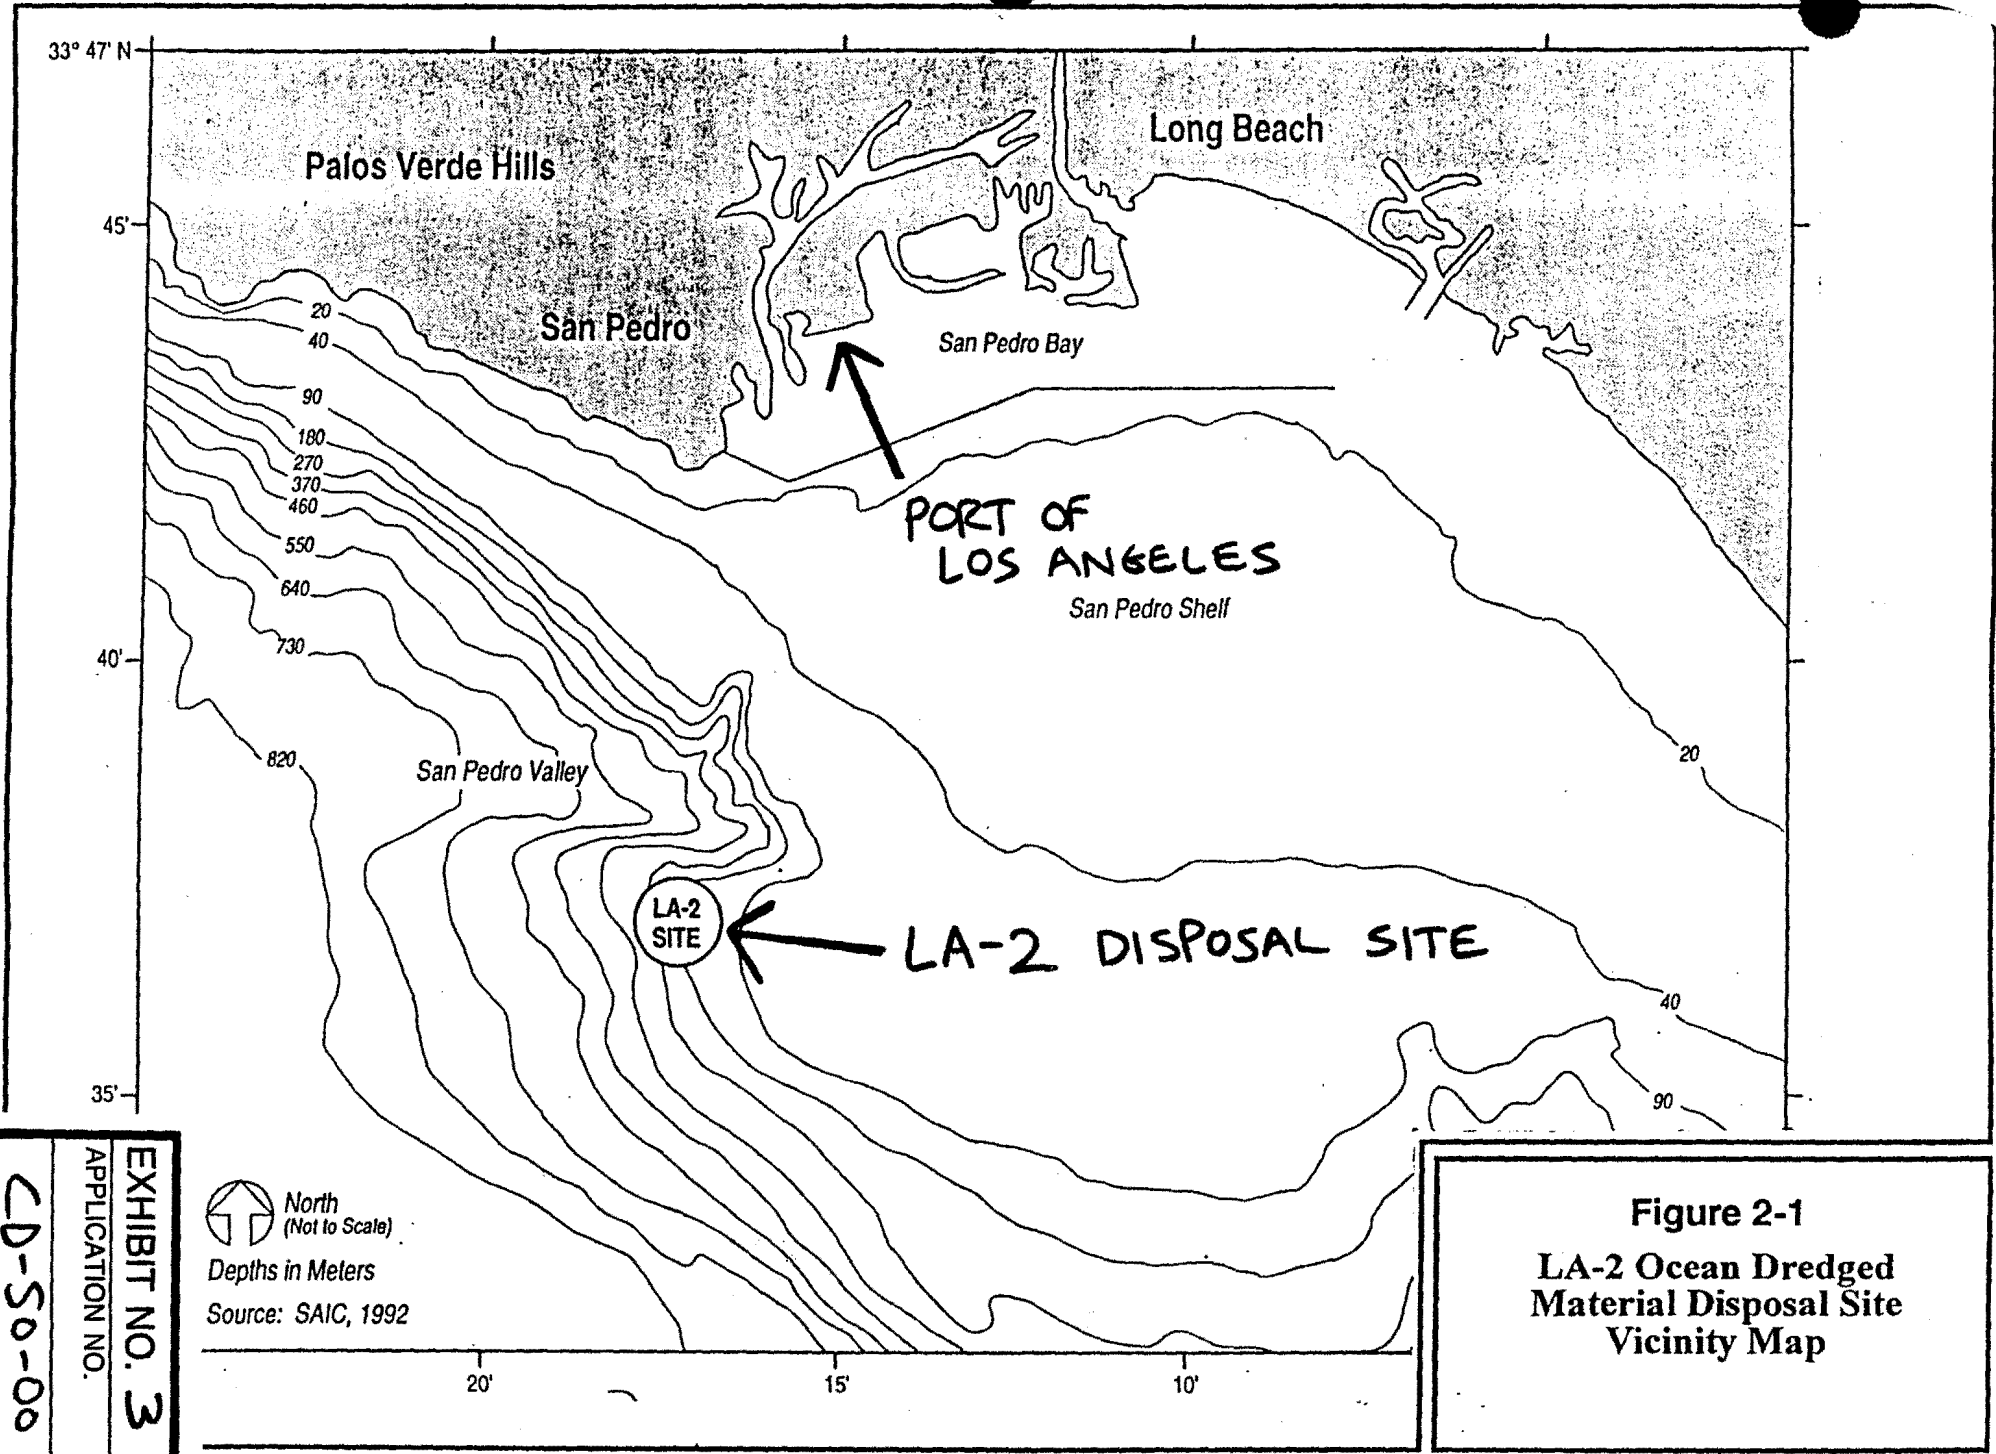 33° 47' N
Palos Verde Hills
Long Beach
45'
20
San Pedro
40
San Pedro Bay
90
180
270
370
460
PORT OF
LOS ANGELES
550
640
San Pedro Shelf
730
40'
820
San Pedro Valley
20
LA-2
SITE
LA-2 DISPOSAL SITE
40
35'
90
North
(Not to Scale)
Depths in Meters
Source: SAIC, 1992
20'
15'
10'
EXHIBIT NO. 3
APPLICATION NO.
CD-50-00
Figure 2-1
LA-2 Ocean Dredged
Material Disposal Site
Vicinity Map